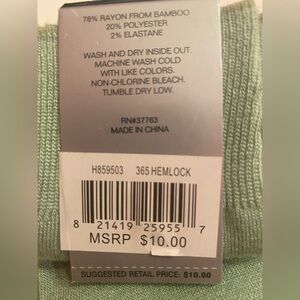 78% RAYON FROM BAMBOO
20% POLYESTER
2% ELASTANE
WASH AND DRY INSIDE OUT.
MACHINE WASH COLD
WITH LIKE COLORS.
NON-CHLORINE BLEACH.
TUMBLE DRY LOW.
RN#37763
MADE IN CHINA
H859503 365 HEMLOCK
8 21419 25955 7
MSRP $10.00
SUGGESTED RETAIL PRICE: $10.00